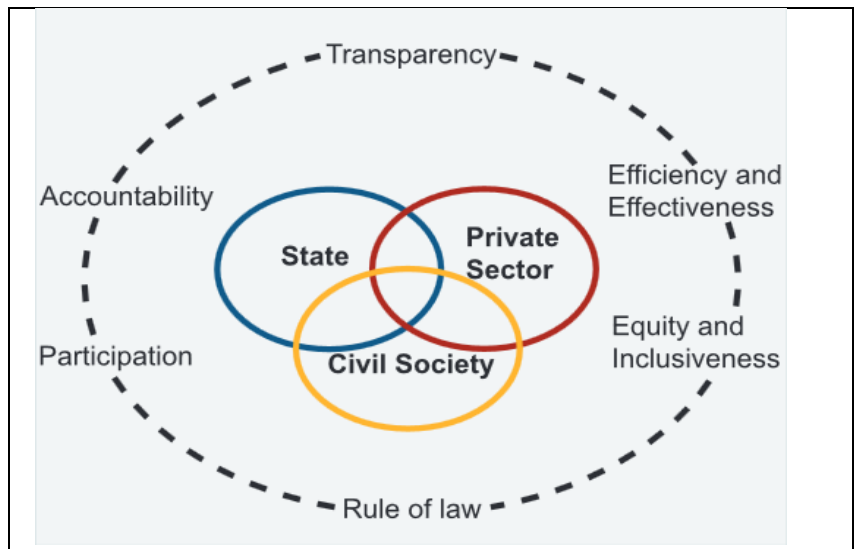 Transparency
Efficiency and
Effectiveness
Accountability
Private
Sector
State
Equity and
Inclusiveness
Participation
Civil Society
Rule of law